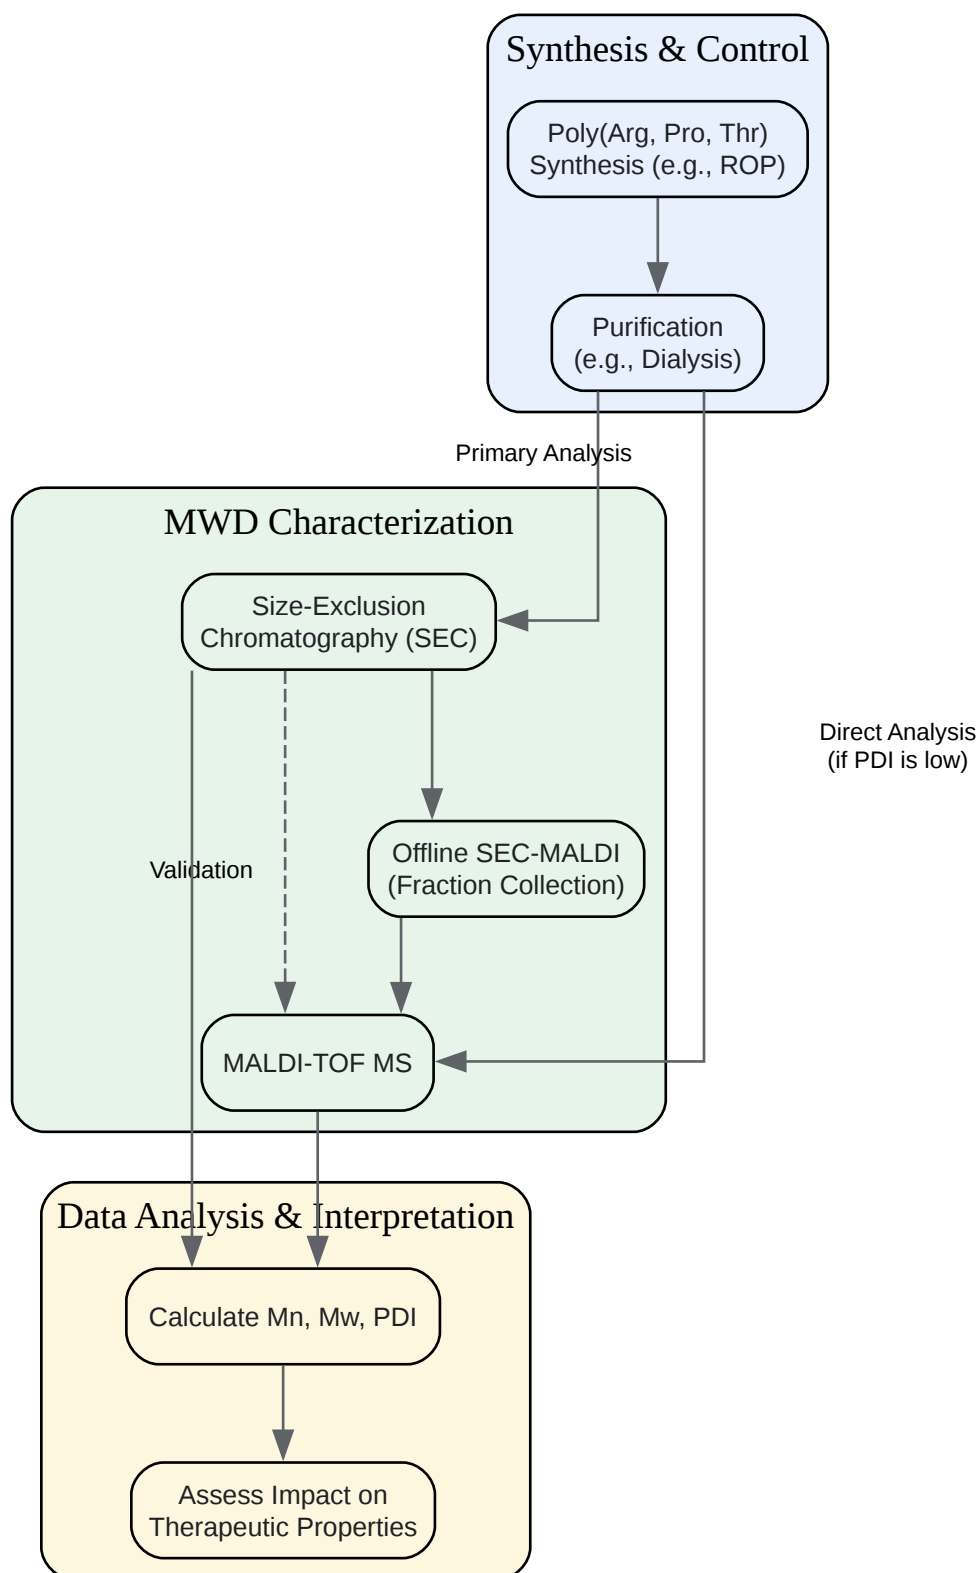 Synthesis & Control
Poly(Arg, Pro, Thr)
Synthesis (e.g., ROP)
Purification
(e.g., Dialysis)
Primary Analysis
MWD Characterization
Size-Exclusion
Chromatography (SEC)
Direct Analysis
(if PDI is low)
Offline SEC-MALDI
(Fraction Collection)
Validation
MALDI-TOF MS
Data Analysis & Interpretation
Calculate Mn, Mw, PDI
Assess Impact on
Therapeutic Properties